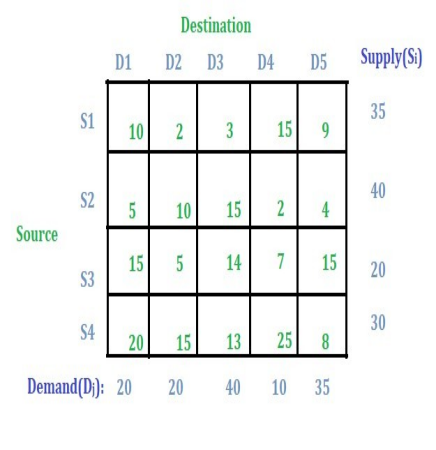 Destination
D1 D2 D3 D4 D5 Supply(Si)
S1 10 2 3 15 9 35
S2 5 10 15 2 4 40
Source
S3 15 5 14 7 15 20
S4 20 15 13 25 8 30
Demand(Dj): 20 20 40 10 35